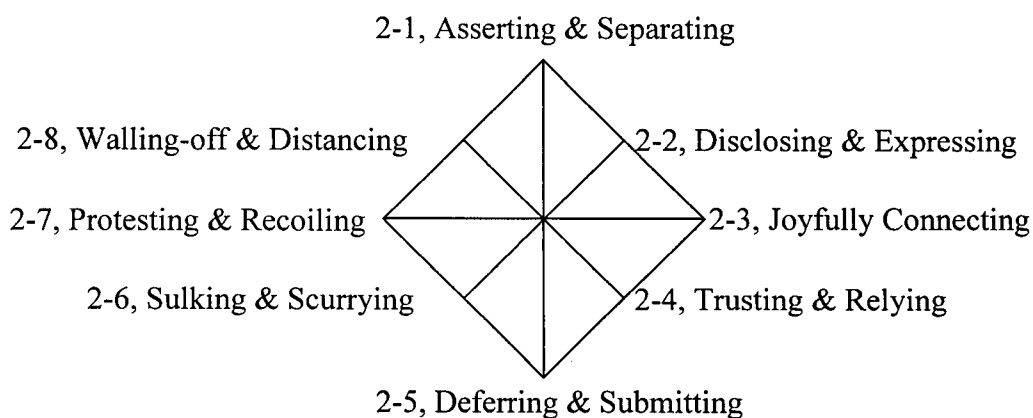 2-1, Asserting & Separating
2-8, Walling-off & Distancing
2-2, Disclosing & Expressing
2-7, Protesting & Recoiling
2-3, Joyfully Connecting
2-6, Sulking & Scurrying
2-4, Trusting & Relying
2-5, Deferring & Submitting